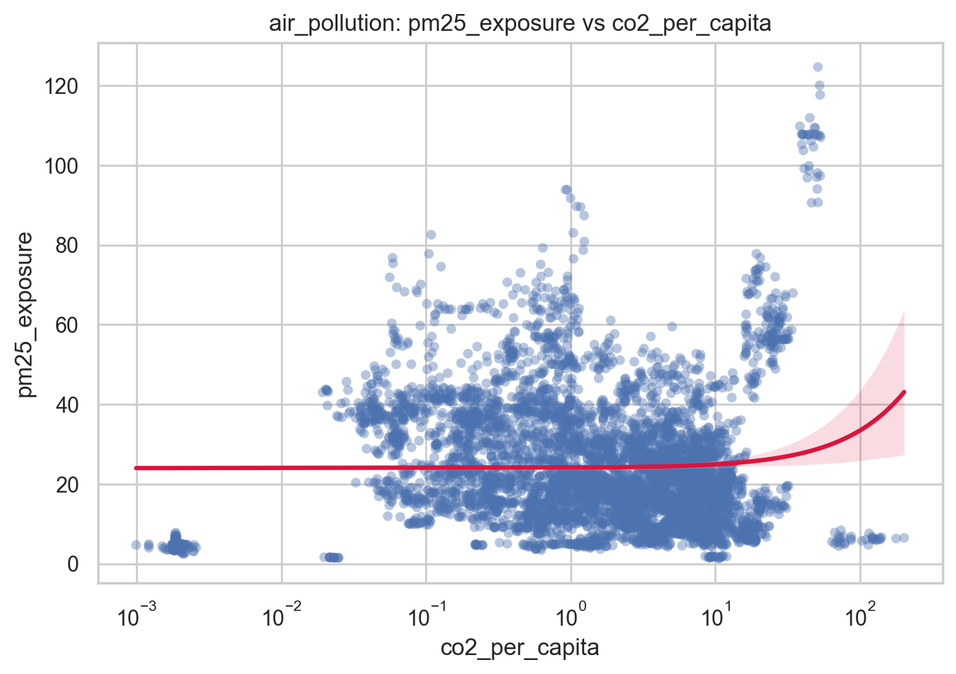 air_pollution: pm25_exposure vs co2_per_capita
120
100
80
60
40
20
0
pm25_exposure
10⁻³ 10⁻² 10⁻¹ 10⁰ 10¹ 10²
co2_per_capita